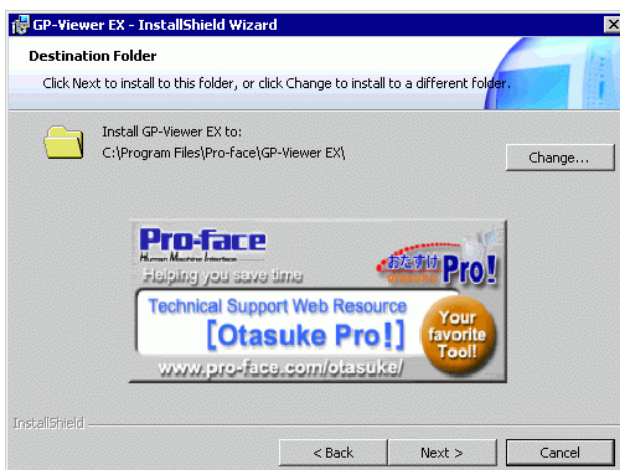 GP-Viewer EX - InstallShield Wizard
Destination Folder
Click Next to install to this folder, or click Change to install to a different folder.
Install GP-Viewer EX to:
C:\Program Files\Pro-face\GP-Viewer EX\
Change...
Pro-face
Human Machine Interface
Helping you save time
おたすけ Pro!
OTASUKE
Technical Support Web Resource
[Otasuke Pro!]
Your
favorite
Tool!
www.pro-face.com/otasuke/
InstallShield
< Back
Next >
Cancel